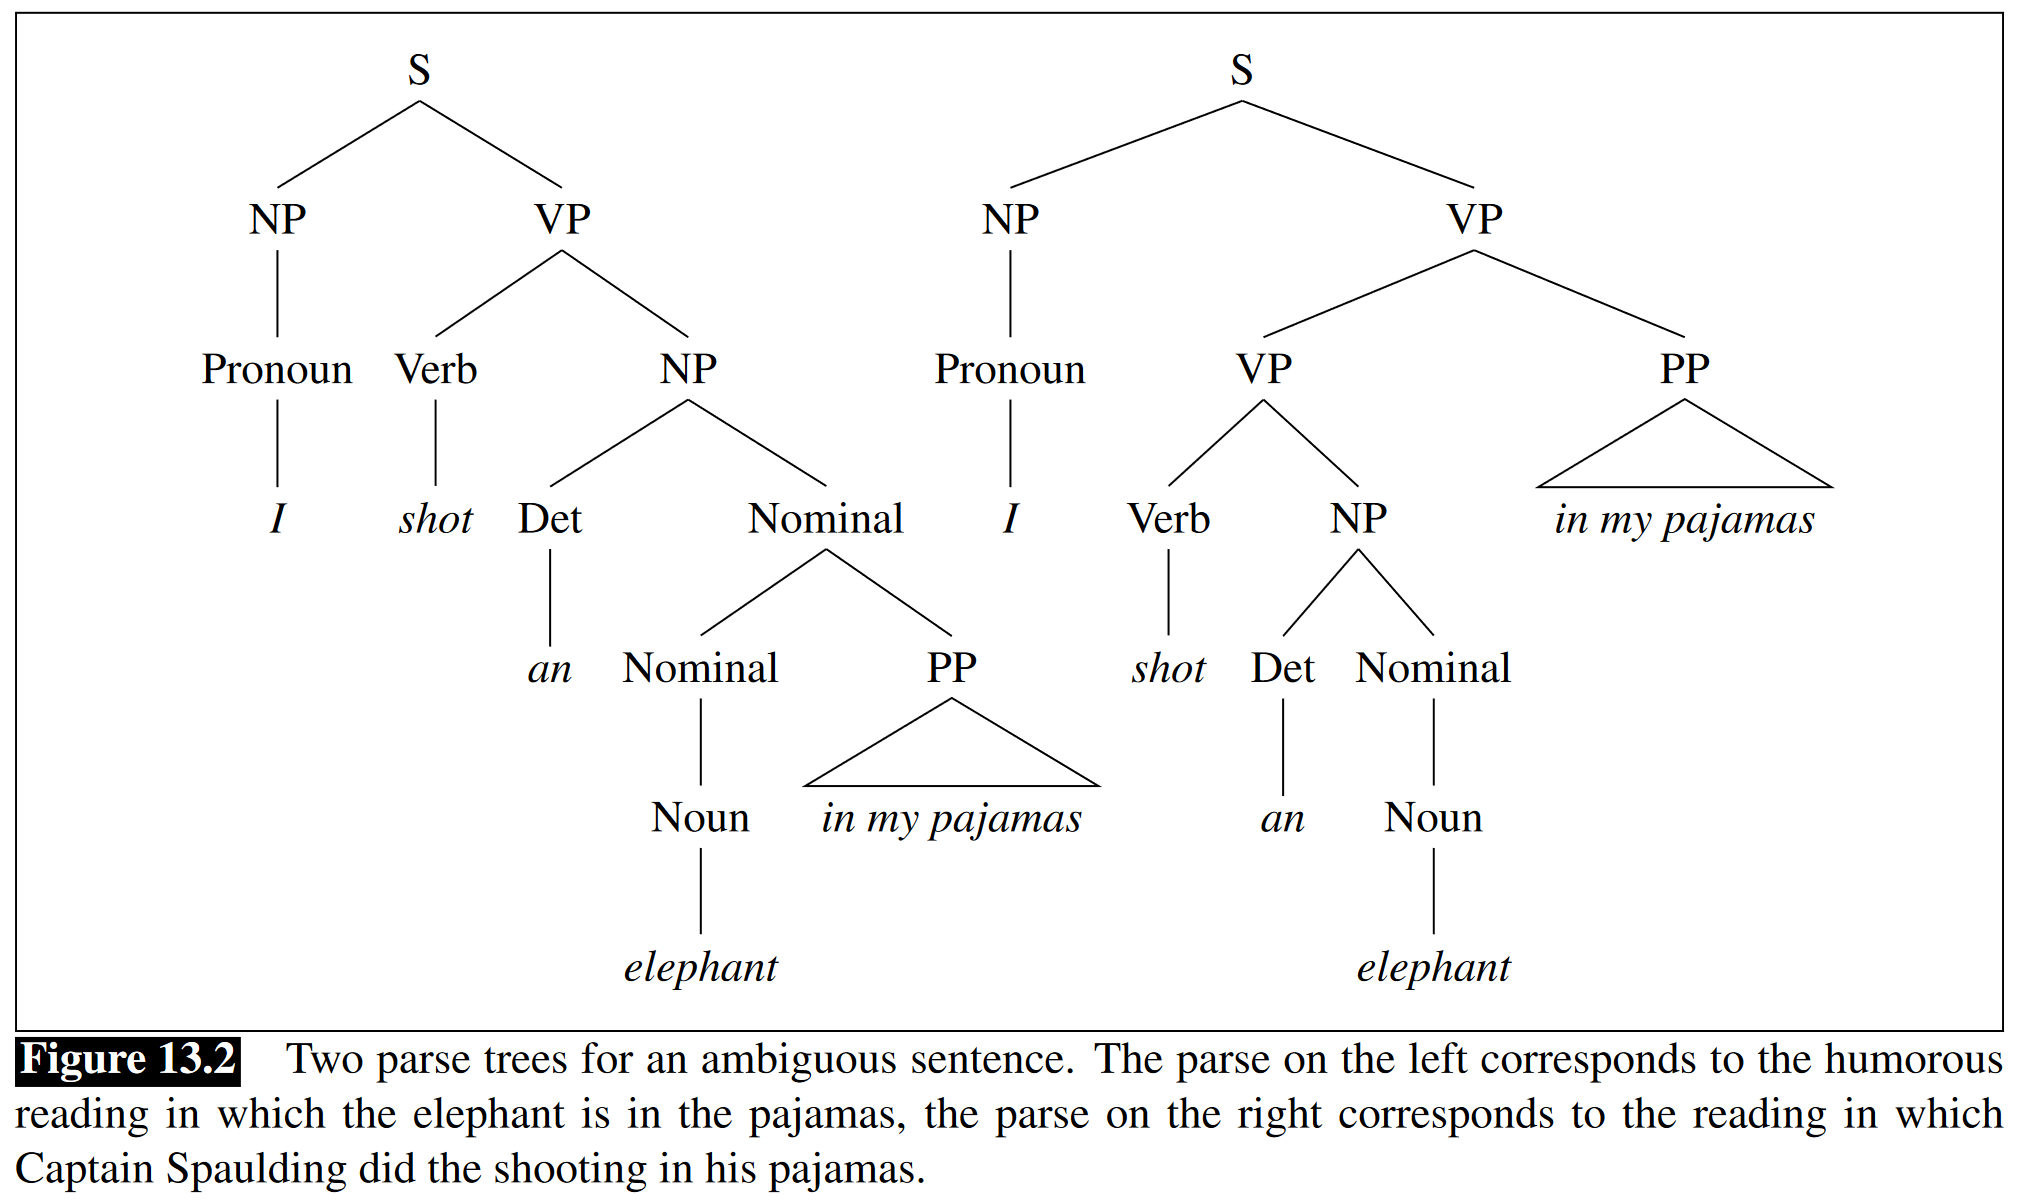 S S
NP VP NP VP
Pronoun Verb NP Pronoun VP PP
I shot Det Nominal I Verb NP in my pajamas
an Nominal PP shot Det Nominal
Noun in my pajamas an Noun
elephant elephant
Figure 13.2 Two parse trees for an ambiguous sentence. The parse on the left corresponds to the humorous
reading in which the elephant is in the pajamas, the parse on the right corresponds to the reading in which
Captain Spaulding did the shooting in his pajamas.